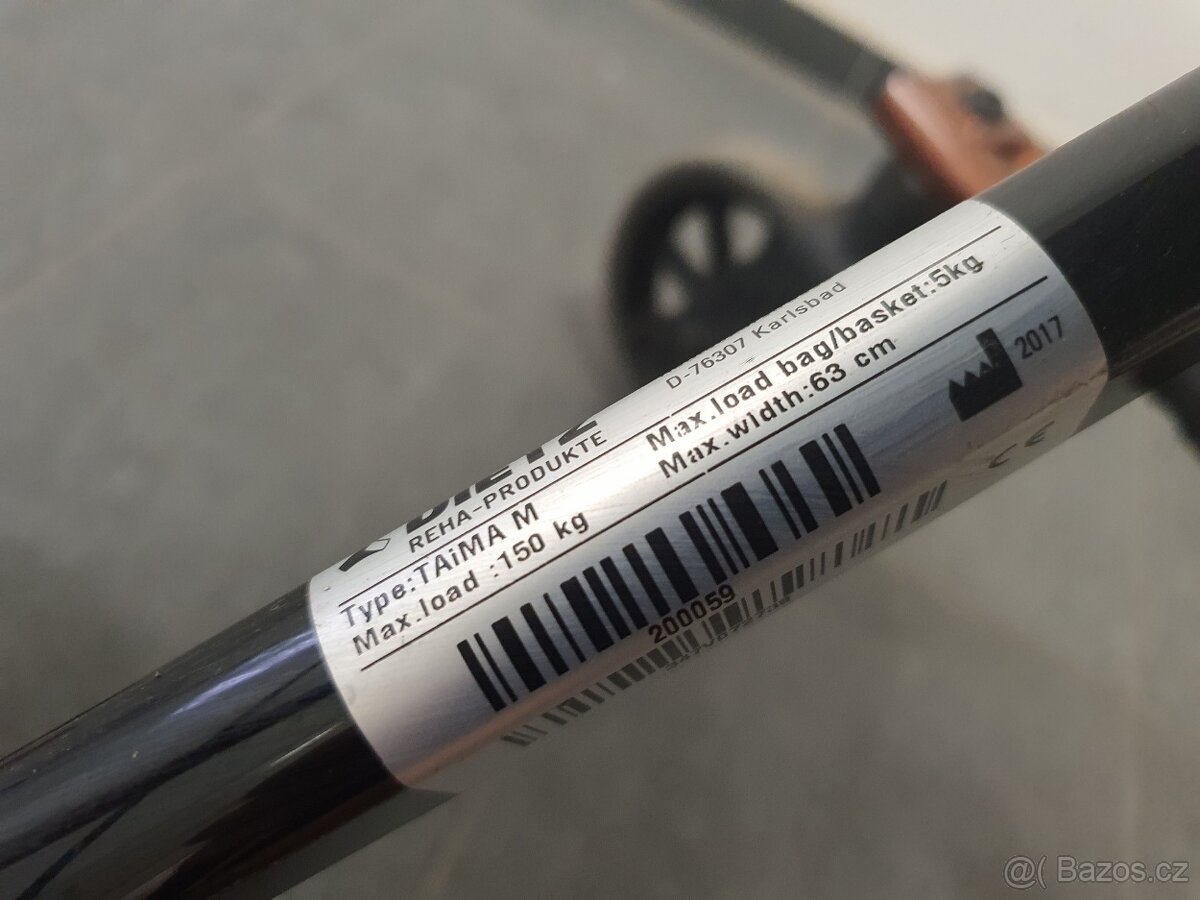 DIETZ
REHA-PRODUKTE
D-76307 Karlsbad
Type:TAiMA M
Max.load bag/basket:5kg
Max.load :150 kg
Max.width:63 cm
2017
200059
CE
@( Bazos.cz